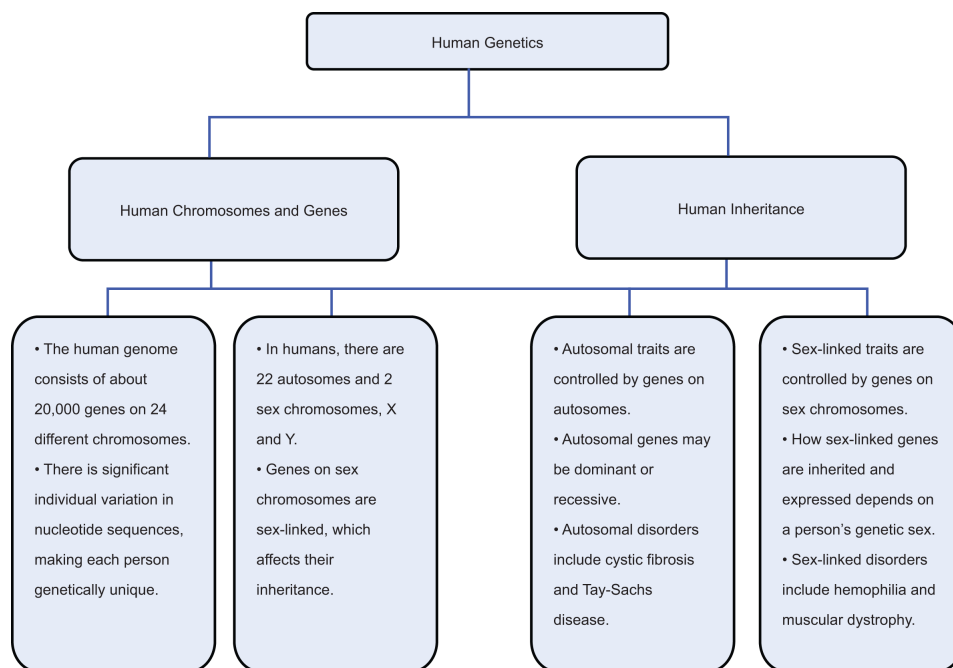 Human Genetics
Human Chromosomes and Genes
Human Inheritance
• The human genome
consists of about
20,000 genes on 24
different chromosomes.
• There is significant
individual variation in
nucleotide sequences,
making each person
genetically unique.
• In humans, there are
22 autosomes and 2
sex chromosomes, X
and Y.
• Genes on sex
chromosomes are
sex-linked, which
affects their
inheritance.
• Autosomal traits are
controlled by genes on
autosomes.
• Autosomal genes may
be dominant or
recessive.
• Autosomal disorders
include cystic fibrosis
and Tay-Sachs
disease.
• Sex-linked traits are
controlled by genes on
sex chromosomes.
• How sex-linked genes
are inherited and
expressed depends on
a person’s genetic sex.
• Sex-linked disorders
include hemophilia and
muscular dystrophy.